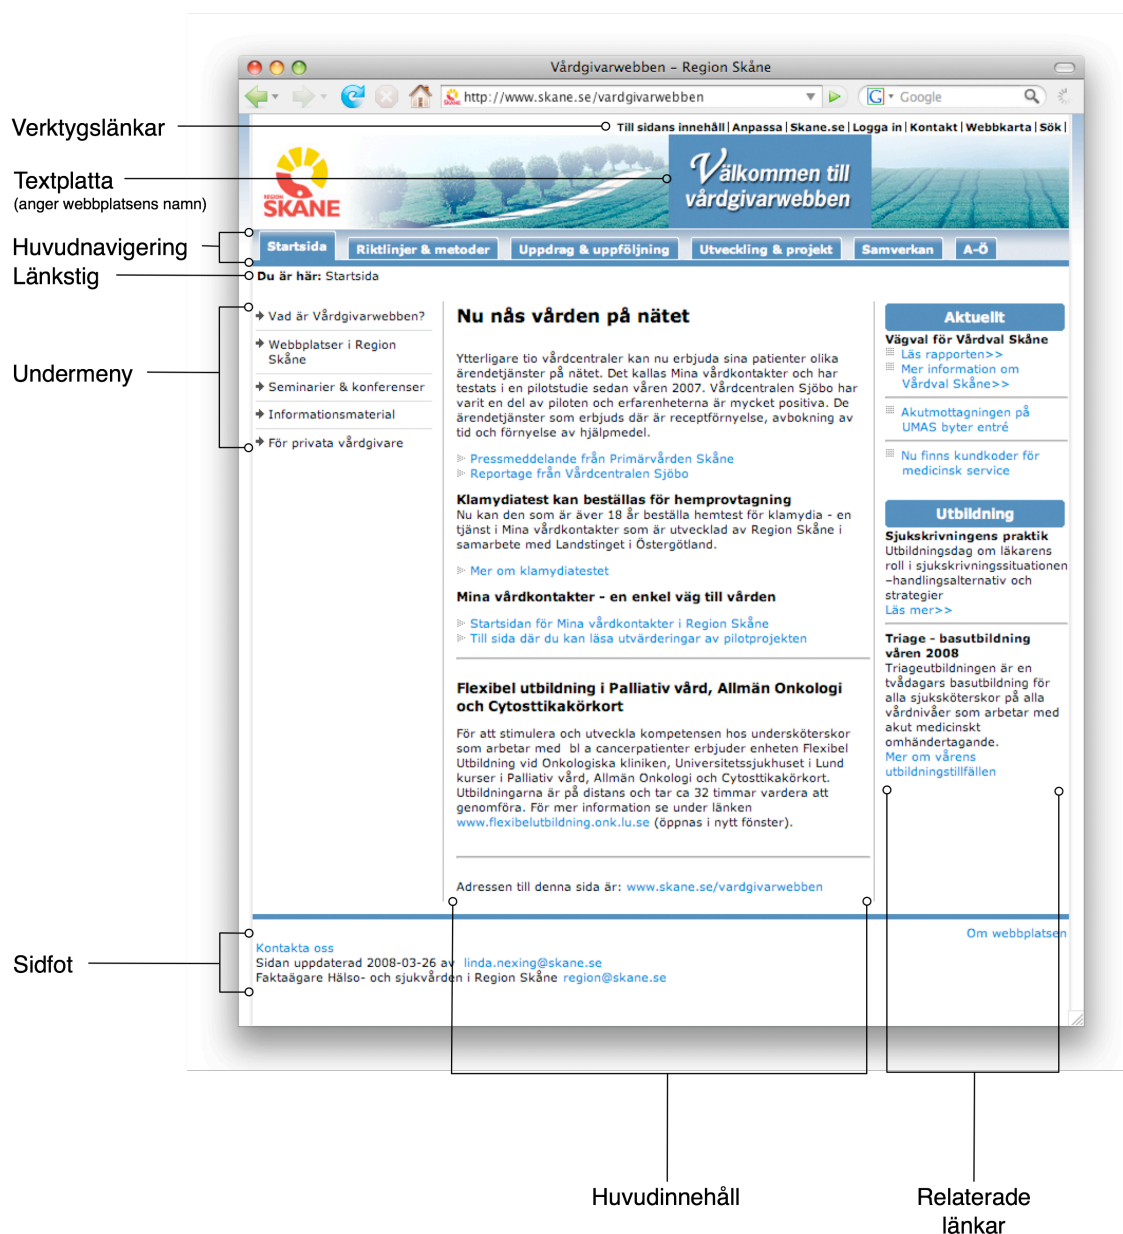 Vårdgivarwebben – Region Skåne
http://www.skane.se/vardgivarwebben
Google
Verktygslänkar
Till sidans innehåll | Anpassa | Skane.se | Logga in | Kontakt | Webbkarta | Sök |
Textplatta
(anger webbplatsens namn)
REGION
SKÅNE
Välkommen till
vårdgivarwebben
Huvudnavigering
Startsida
Riktlinjer & metoder
Uppdrag & uppföljning
Utveckling & projekt
Samverkan
A-Ö
Länkstig
Du är här: Startsida
Undermeny
Vad är Vårdgivarwebben?
Webbplatser i Region
Skåne
Seminarier & konferenser
Informationsmaterial
För privata vårdgivare
Nu nås vården på nätet
Ytterligare tio vårdcentraler kan nu erbjuda sina patienter olika
ärendetjänster på nätet. Det kallas Mina vårdkontakter och har
testats i en pilotstudie sedan våren 2007. Vårdcentralen Sjöbo har
varit en del av piloten och erfarenheterna är mycket positiva. De
ärendetjänster som erbjuds där är receptförnyelse, avbokning av
tid och förnyelse av hjälpmedel.
Pressmeddelande från Primärvården Skåne
Reportage från Vårdcentralen Sjöbo
Klamydiatest kan beställas för hemprovtagning
Nu kan den som är äver 18 år beställa hemtest för klamydia - en
tjänst i Mina vårdkontakter som är utvecklad av Region Skåne i
samarbete med Landstinget i Östergötland.
Mer om klamydiatestet
Mina vårdkontakter - en enkel väg till vården
Startsidan för Mina vårdkontakter i Region Skåne
Till sida där du kan läsa utvärderingar av pilotprojekten
Flexibel utbildning i Palliativ vård, Allmän Onkologi
och Cytosttikakörkort
För att stimulera och utveckla kompetensen hos undersköterskor
som arbetar med bl a cancerpatienter erbjuder enheten Flexibel
Utbildning vid Onkologiska kliniken, Universitetssjukhuset i Lund
kurser i Palliativ vård, Allmän Onkologi och Cytosttikakörkort.
Utbildningarna är på distans och tar ca 32 timmar vardera att
genomföra. För mer information se under länken
www.flexibelutbildning.onk.lu.se (öppnas i nytt fönster).
Adressen till denna sida är: www.skane.se/vardgivarwebben
Aktuellt
Vägval för Vårdval Skåne
Läs rapporten>>
Mer information om
Vårdval Skåne>>
Akutmottagningen på
UMAS byter entré
Nu finns kundkoder för
medicinsk service
Utbildning
Sjukskrivningens praktik
Utbildningsdag om läkarens
roll i sjukskrivningssituationen
–handlingsalternativ och
strategier
Läs mer>>
Triage - basutbildning
våren 2008
Triageutbildningen är en
tvådagars basutbildning för
alla sjuksköterskor på alla
vårdnivåer som arbetar med
akut medicinskt
omhändertagande.
Mer om vårens
utbildningstillfällen
Sidfot
Om webbplatsen
Kontakta oss
Sidan uppdaterad 2008-03-26 av linda.nexing@skane.se
Faktaägare Hälso- och sjukvården i Region Skåne region@skane.se
Huvudinnehåll
Relaterade
länkar